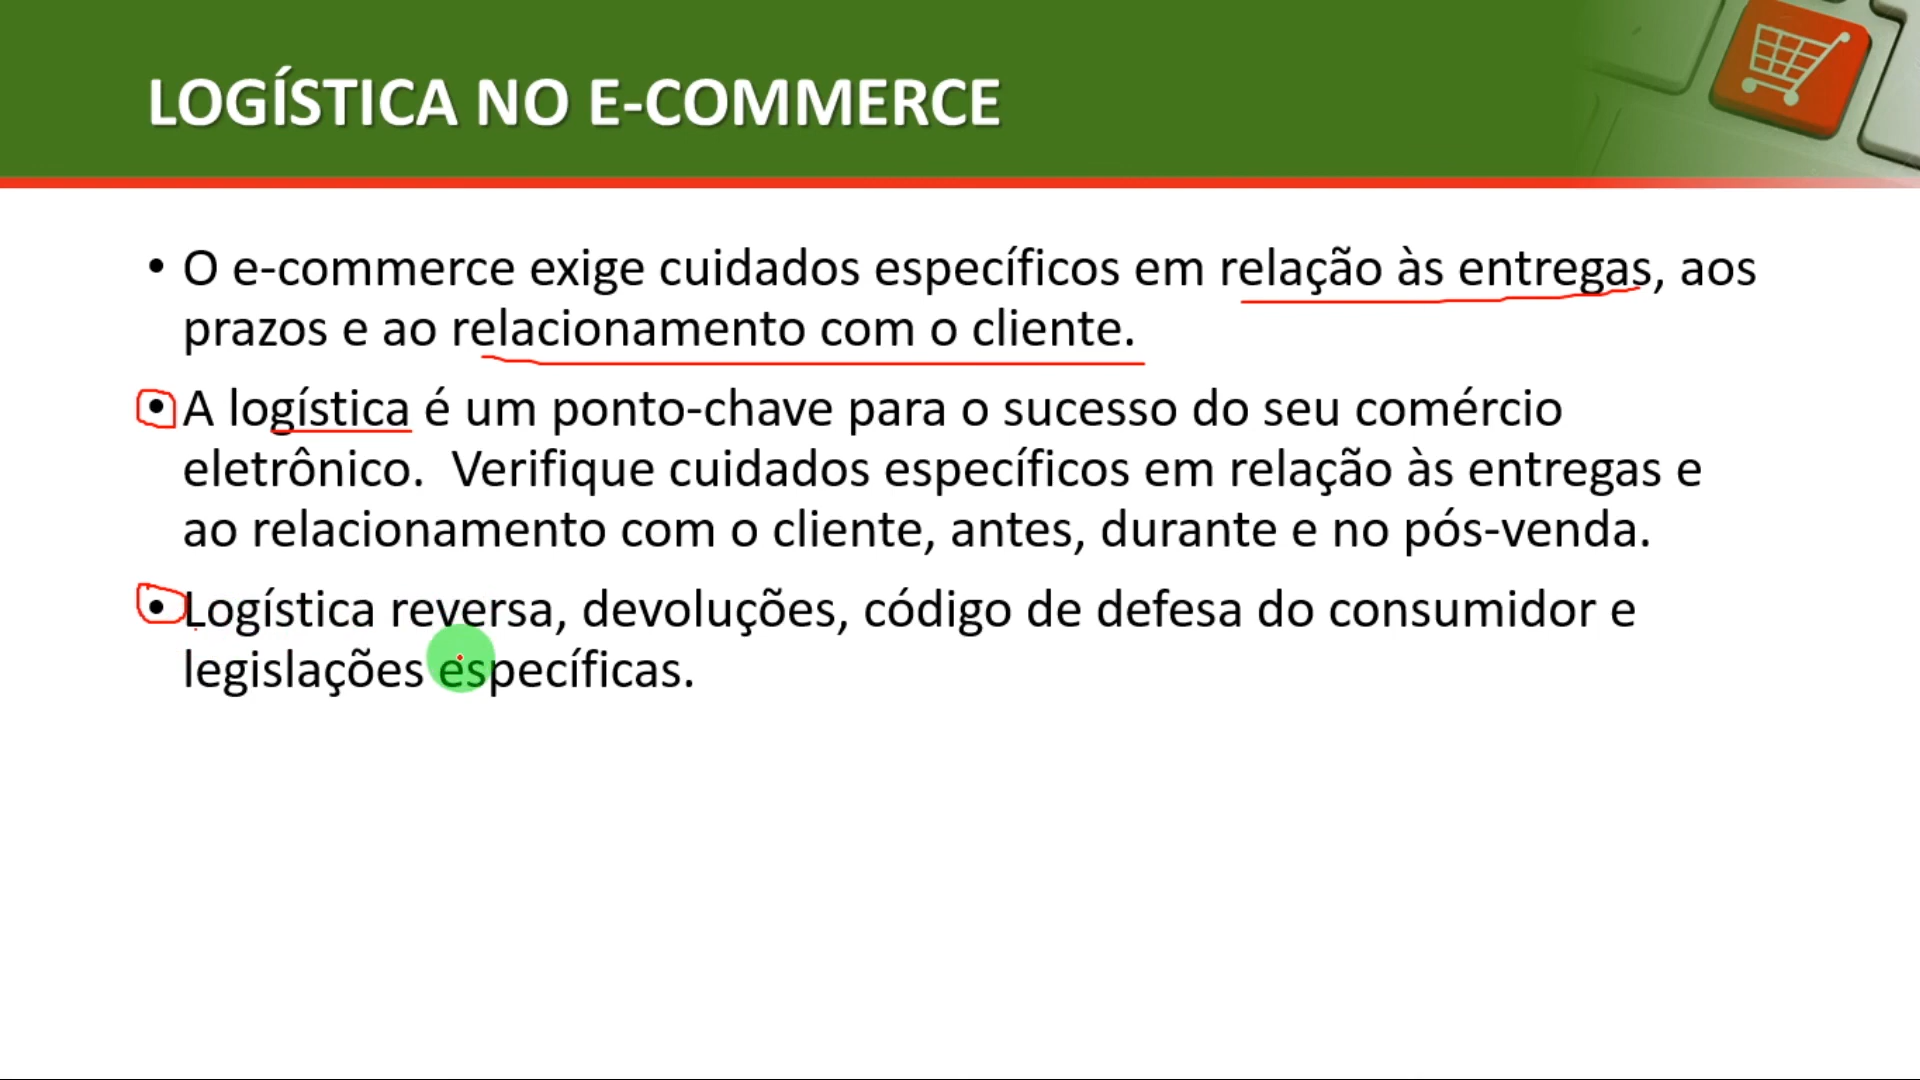 LOGÍSTICA NO E-COMMERCE
• O e-commerce exige cuidados específicos em relação às entregas, aos
prazos e ao relacionamento com o cliente.
• A logística é um ponto-chave para o sucesso do seu comércio
eletrônico.  Verifique cuidados específicos em relação às entregas e
ao relacionamento com o cliente, antes, durante e no pós-venda.
• Logística reversa, devoluções, código de defesa do consumidor e
legislações específicas.